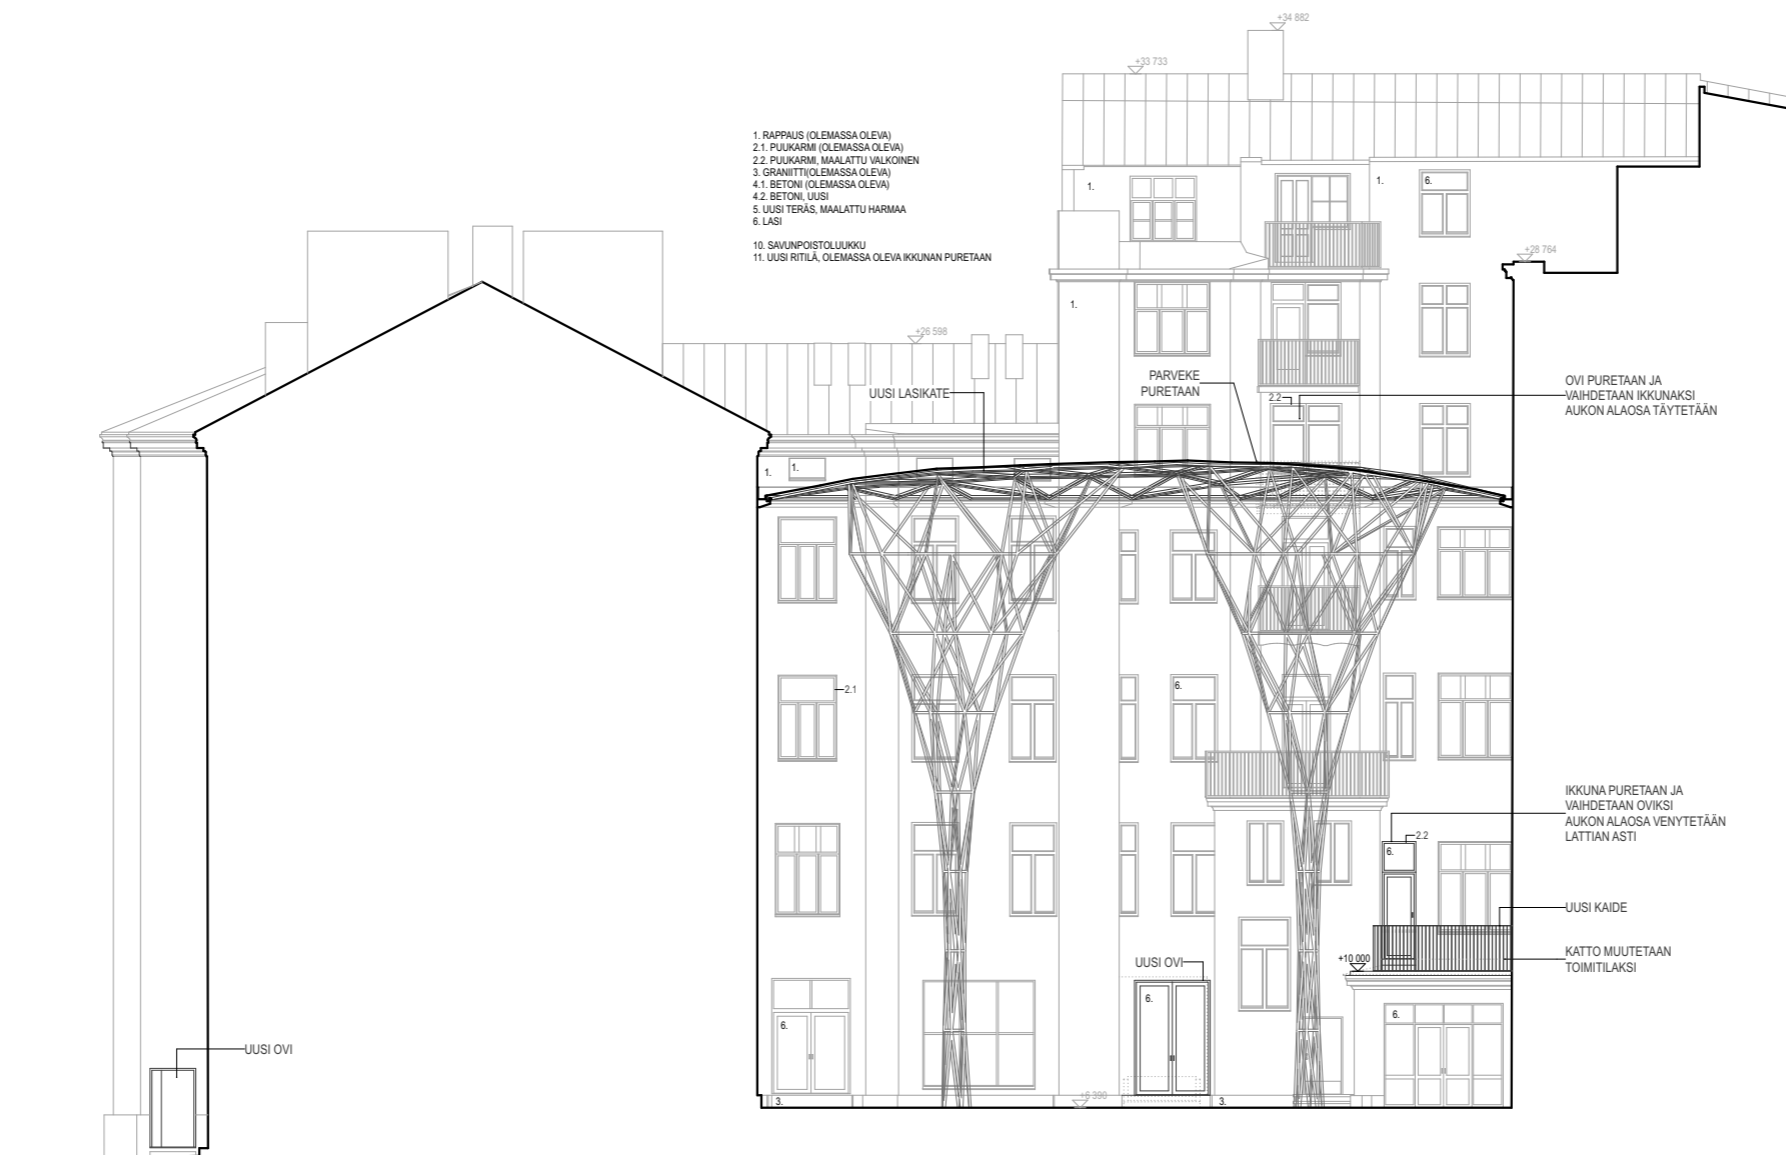 +34 882
+33 733
1. RAPPAUS (OLEMASSA OLEVA)
2.1. PUUKARMI (OLEMASSA OLEVA)
2.2. PUUKARMI, MAALATTU VALKOINEN
3. GRANIITTI(OLEMASSA OLEVA)
4.1. BETONI (OLEMASSA OLEVA)
4.2. BETONI, UUSI
5. UUSI TERÄS, MAALATTU HARMAA
6. LASI
10. SAVUNPOISTOLUUKKU
11. UUSI RITILÄ, OLEMASSA OLEVA IKKUNAN PURETAAN
1.
1.
6.
+28 764
1.
+26 598
UUSI LASIKATE
PARVEKE
PURETAAN
2.2
OVI PURETAAN JA
VAIHDETAAN IKKUNAKSI
AUKON ALAOSA TÄYTETÄÄN
1.
1.
2.1
6.
IKKUNA PURETAAN JA
VAIHDETAAN OVIKSI
AUKON ALAOSA VENYTETÄÄN
LATTIAN ASTI
2.2
6.
UUSI KAIDE
KATTO MUUTETAAN
TOIMITILAKSI
+10 000
UUSI OVI
6.
6.
6.
UUSI OVI
3.
+6 390
3.